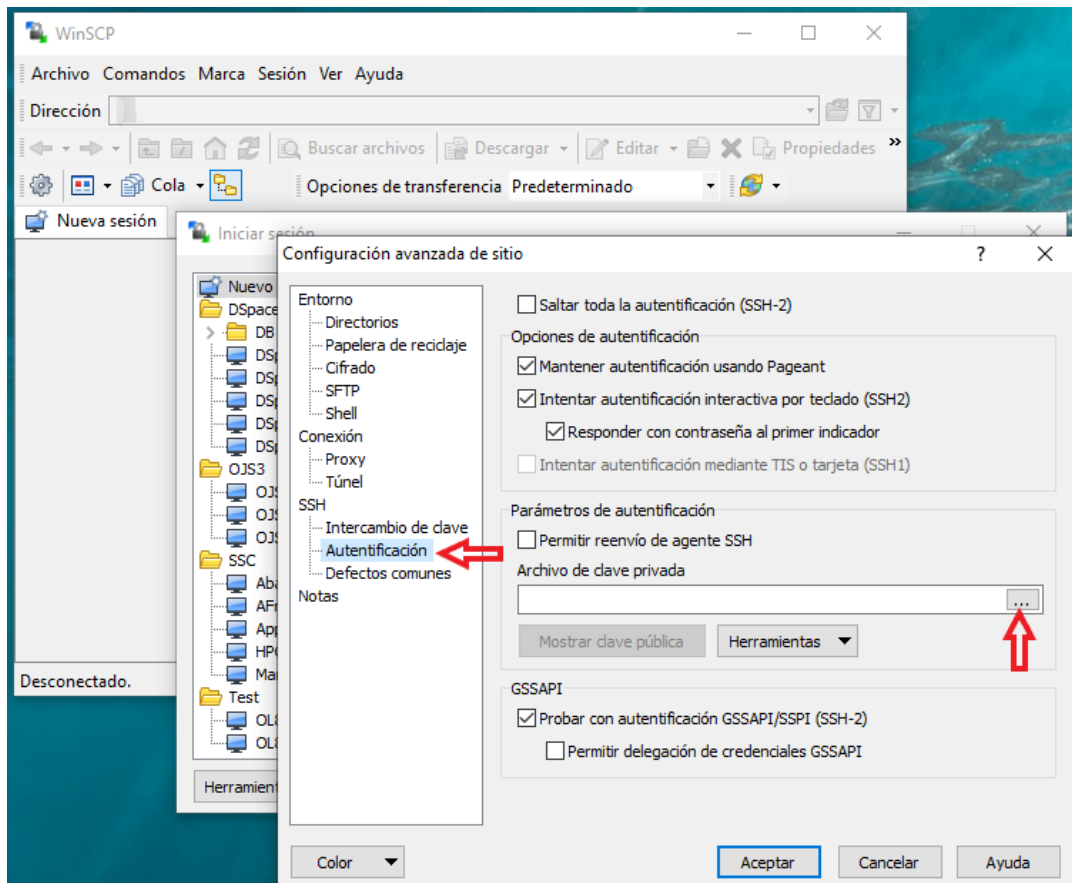 WinSCP
Archivo Comandos Marca Sesión Ver Ayuda
Dirección
Buscar archivos Descargar Editar Propiedades »
Cola Opciones de transferencia Predeterminado
Nueva sesión
Iniciar sesión
Configuración avanzada de sitio ?
Nuevo
DSpace
DB
OJS3
SSC
Test
Herramien
Entorno
Directorios
Papelera de reciclaje
Cifrado
SFTP
Shell
Conexión
Proxy
Túnel
SSH
Intercambio de clave
Autentificación
Defectos comunes
Notas
Saltar toda la autentificación (SSH-2)
Opciones de autentificación
Mantener autentificación usando Pageant
Intentar autentificación interactiva por teclado (SSH2)
Responder con contraseña al primer indicador
Intentar autentificación mediante TIS o tarjeta (SSH1)
Parámetros de autentificación
Permitir reenvío de agente SSH
Archivo de clave privada
...
Mostrar clave pública Herramientas
GSSAPI
Probar con autentificación GSSAPI/SSPI (SSH-2)
Permitir delegación de credenciales GSSAPI
Color Aceptar Cancelar Ayuda
Desconectado.